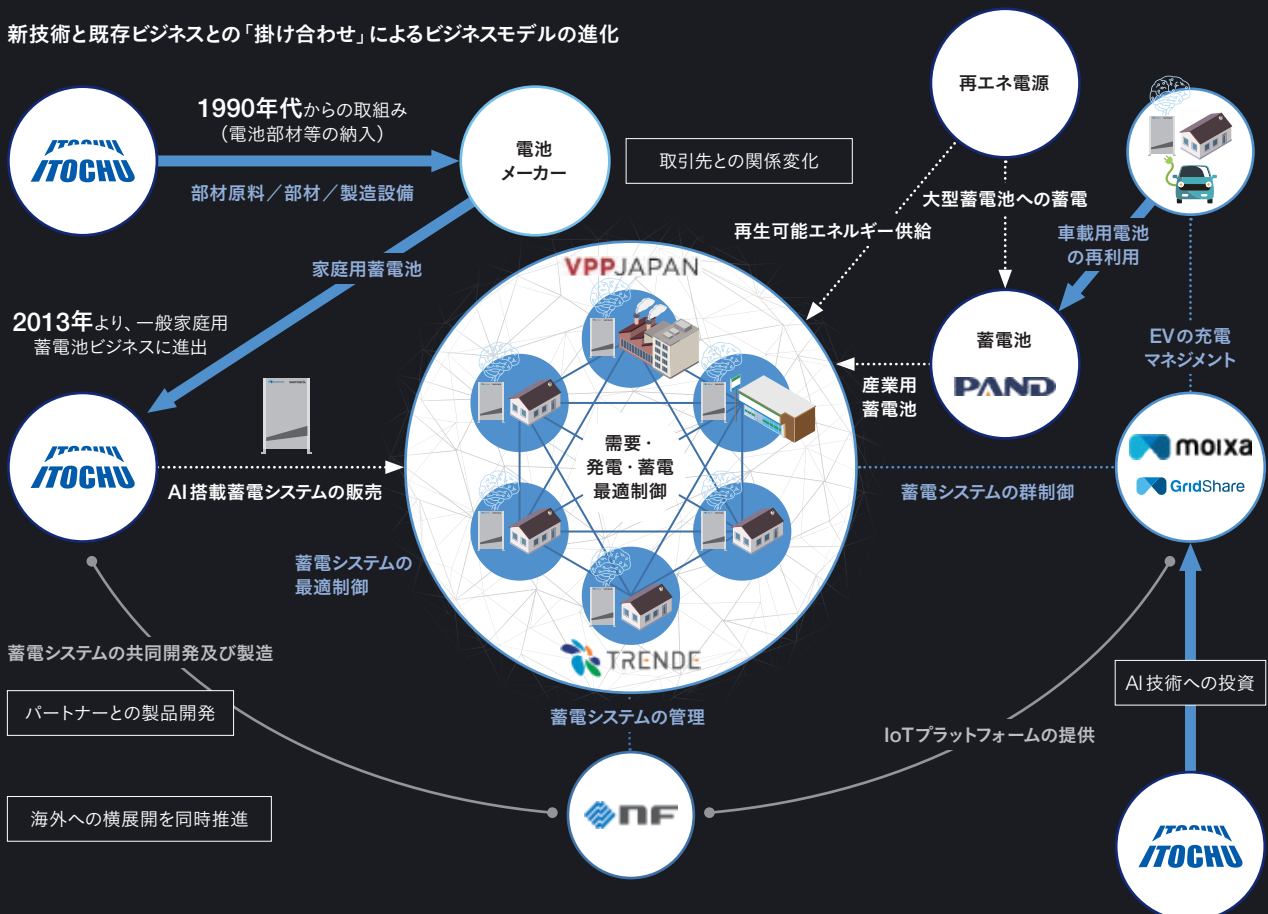 新技術と既存ビジネスとの「掛け合わせ」によるビジネスモデルの進化
ITOCHU
ITOCHU
1990年代からの取組み
（電池部材等の納入）
部材原料／部材／製造設備
電池
メーカー
取引先との関係変化
再エネ電源
大型蓄電池への蓄電
再生可能エネルギー供給
車載用電池
の再利用
家庭用蓄電池
2013年より、一般家庭用
蓄電池ビジネスに進出
VPPJAPAN
蓄電池
PAND
産業用
蓄電池
EVの充電
マネジメント
ITOCHU
ITOCHU
AI搭載蓄電システムの販売
需要・
発電・蓄電
最適制御
moixa
GridShare
蓄電システムの群制御
蓄電システムの
最適制御
TRENDE
蓄電システムの共同開発及び製造
パートナーとの製品開発
海外への横展開を同時推進
蓄電システムの管理
nF
IoTプラットフォームの提供
AI技術への投資
ITOCHU
ITOCHU